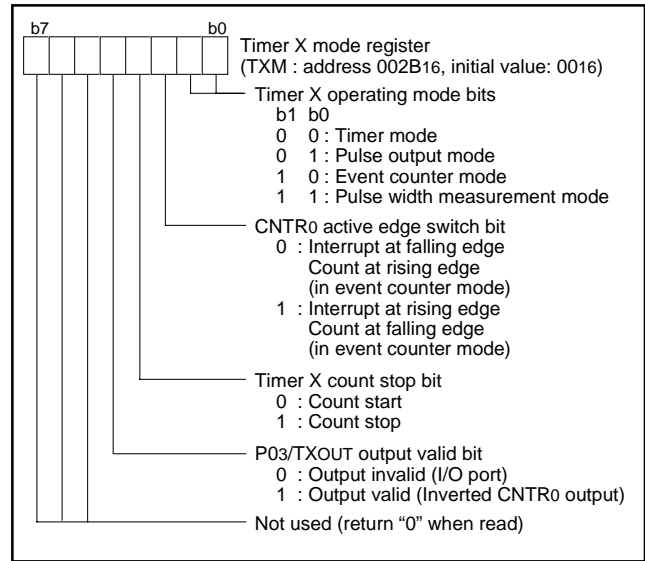 b7 b0
Timer X mode register
(TXM : address 002B16, initial value: 0016)
Timer X operating mode bits
b1 b0
0 0 : Timer mode
0 1 : Pulse output mode
1 0 : Event counter mode
1 1 : Pulse width measurement mode
CNTR0 active edge switch bit
0 : Interrupt at falling edge
Count at rising edge
(in event counter mode)
1 : Interrupt at rising edge
Count at falling edge
(in event counter mode)
Timer X count stop bit
0 : Count start
1 : Count stop
P03/TXOUT output valid bit
0 : Output invalid (I/O port)
1 : Output valid (Inverted CNTR0 output)
Not used (return “0” when read)